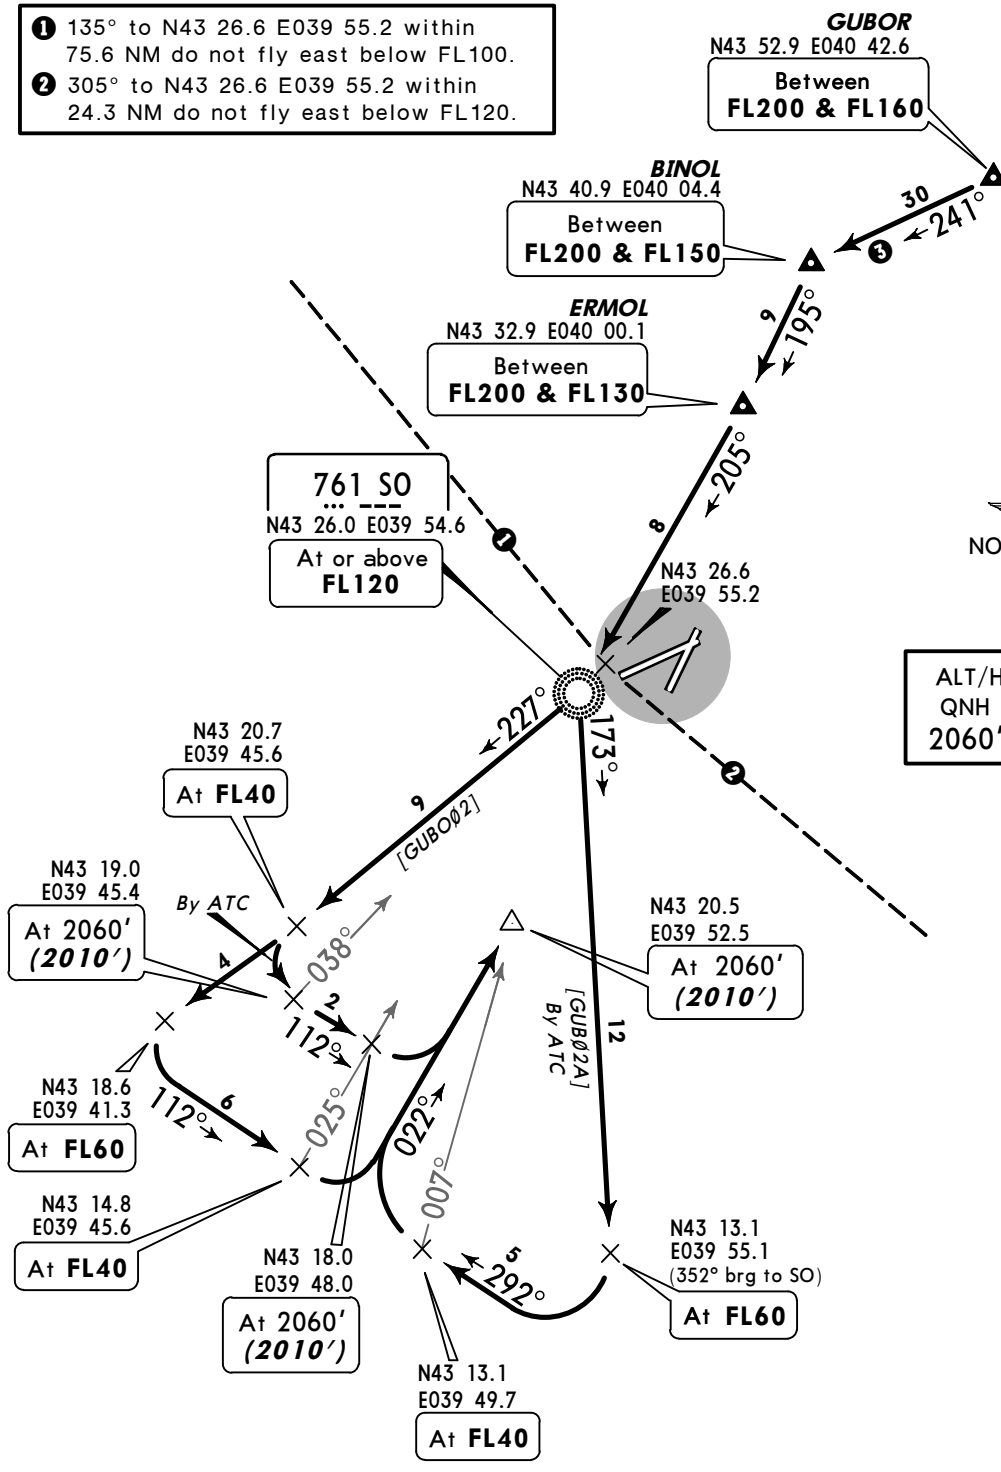 1 135° to N43 26.6 E039 55.2 within
75.6 NM do not fly east below FL100.
2 305° to N43 26.6 E039 55.2 within
24.3 NM do not fly east below FL120.
GUBOR
N43 52.9 E040 42.6
Between
FL200 & FL160
30
241°
3
BINOL
N43 40.9 E040 04.4
Between
FL200 & FL150
9
195°
ERMOL
N43 32.9 E040 00.1
Between
FL200 & FL130
205°
8
1
761 SO
N43 26.0 E039 54.6
At or above
FL120
N43 26.6
E039 55.2
NO
ALT/H
QNH
2060'
2
227°
173°
9
[GUBOØ2]
N43 20.7
E039 45.6
At FL40
N43 19.0
E039 45.4
At 2060'
(2010')
By ATC
038°
4
2
112°
N43 20.5
E039 52.5
At 2060'
(2010')
12
[GUBØ2A]
By ATC
N43 18.6
E039 41.3
At FL60
112°
6
025°
022°
007°
N43 14.8
E039 45.6
At FL40
N43 18.0
E039 48.0
At 2060'
(2010')
5
292°
N43 13.1
E039 55.1
(352° brg to SO)
At FL60
N43 13.1
E039 49.7
At FL40